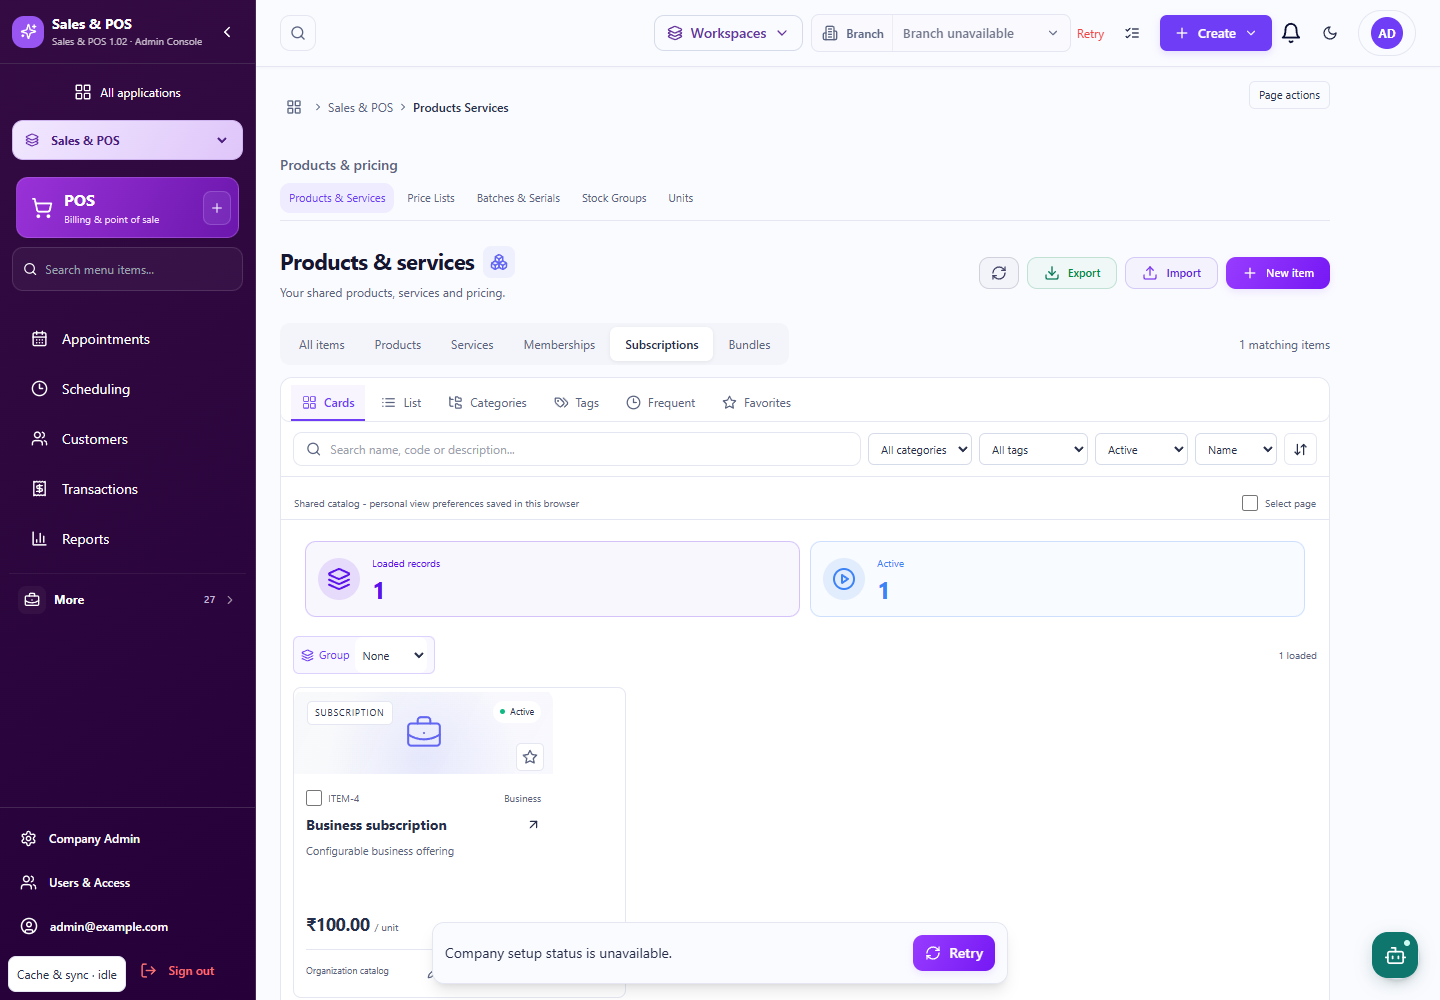 Sales & POS
Sales & POS 1.02 · Admin Console
All applications
Sales & POS
POS
Billing & point of sale
Search menu items...
Appointments
Scheduling
Customers
Transactions
Reports
More
27
Company Admin
Users & Access
admin@example.com
Cache & sync · idle
Sign out
Workspaces
Branch
Branch unavailable
Retry
Create
AD
Sales & POS
Products Services
Page actions
Products & pricing
Products & Services
Price Lists
Batches & Serials
Stock Groups
Units
Products & services
Your shared products, services and pricing.
Export
Import
New item
All items
Products
Services
Memberships
Subscriptions
Bundles
1 matching items
Cards
List
Categories
Tags
Frequent
Favorites
Search name, code or description...
All categories
All tags
Active
Name
Shared catalog - personal view preferences saved in this browser
Select page
Loaded records
1
Active
1
Group
None
1 loaded
SUBSCRIPTION
Active
ITEM-4
Business
Business subscription
Configurable business offering
₹100.00 / unit
Organization catalog
Company setup status is unavailable.
Retry